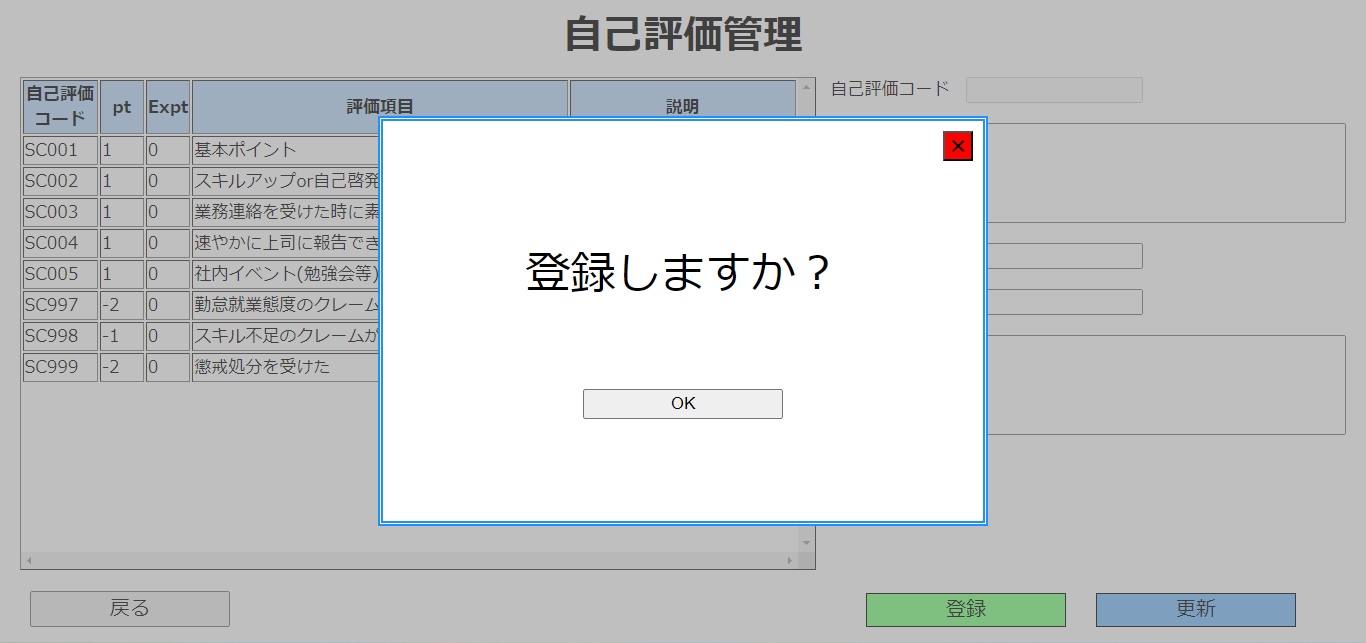 自己評価管理
自己評価コード pt Expt 評価項目 説明
SC001 1 0 基本ポイント
SC002 1 0 スキルアップor自己啓発
SC003 1 0 業務連絡を受けた時に素
SC004 1 0 速やかに上司に報告でき
SC005 1 0 社内イベント(勉強会等)
SC997 -2 0 勤怠就業態度のクレーム
SC998 -1 0 スキル不足のクレームが
SC999 -2 0 懲戒処分を受けた
自己評価コード
×
登録しますか？
OK
戻る
登録
更新